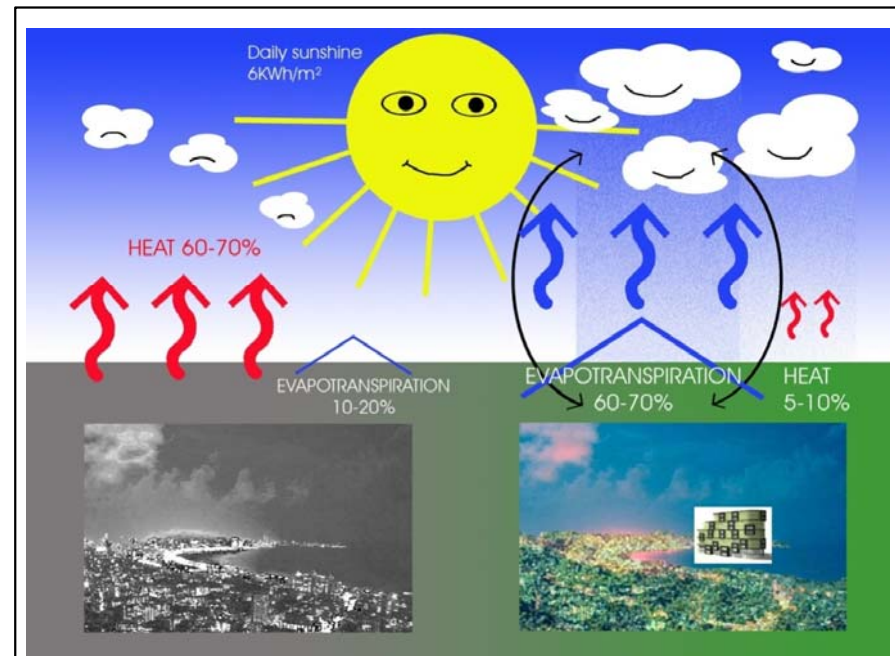 Daily sunshine
6KWh/m²
HEAT 60-70%
EVAPOTRANSPIRATION
10-20%
EVAPOTRANSPIRATION
60-70%
HEAT
5-10%